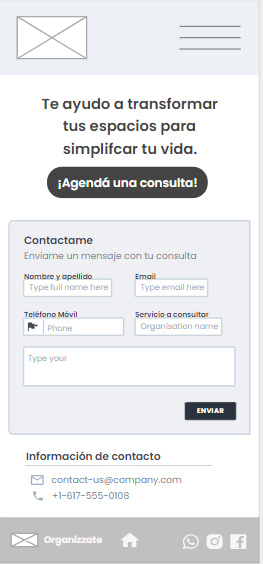 Te ayudo a transformar
tus espacios para
simplifcar tu vida.
¡Agendá una consulta!
Contactame
Enviame un mensaje con tu consulta
Nombre y apellido
Email
Type full name here
Type email here
Teléfono Móvil
Servicio a consultar
Phone
Organisation name
Type your
ENVIAR
Información de contacto
contact-us@company.com
+1-617-555-0108
Organizzate